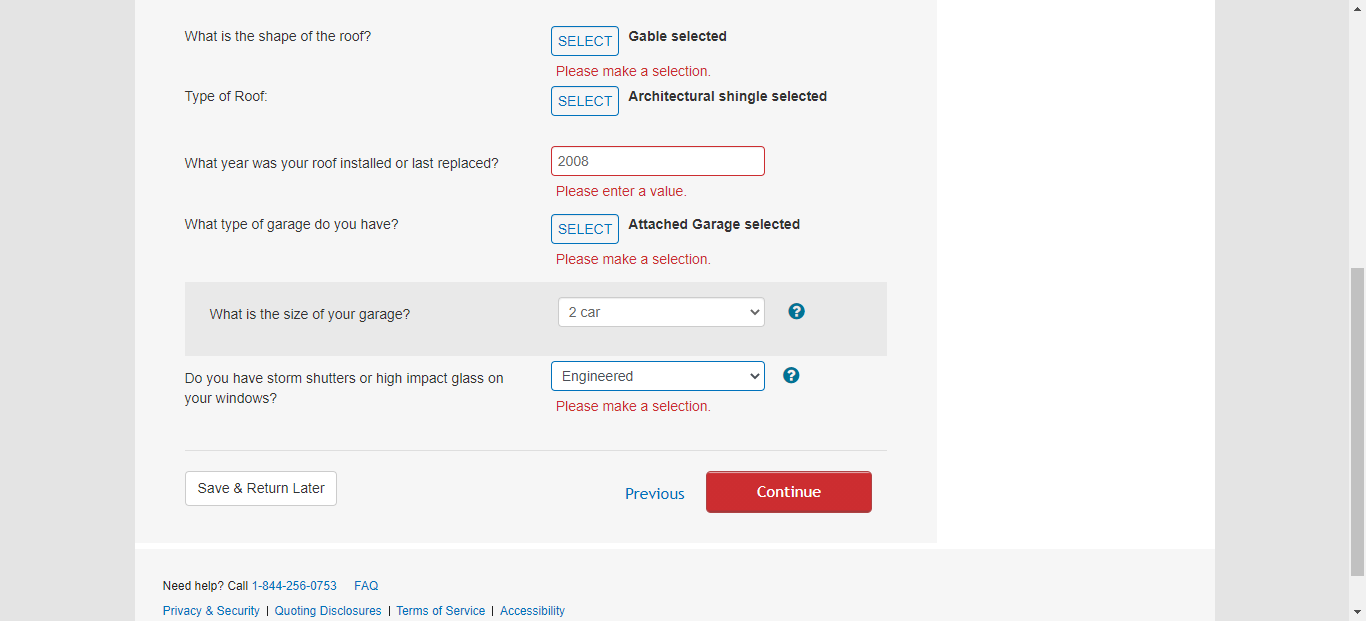 What is the shape of the roof? SELECT Gable selected
Please make a selection.
Type of Roof: SELECT Architectural shingle selected
What year was your roof installed or last replaced? 2008
Please enter a value.
What type of garage do you have? SELECT Attached Garage selected
Please make a selection.
What is the size of your garage? 2 car ?
Do you have storm shutters or high impact glass on your windows? Engineered ?
Please make a selection.
Save & Return Later Previous Continue
Need help? Call 1-844-256-0753 FAQ
Privacy & Security | Quoting Disclosures | Terms of Service | Accessibility